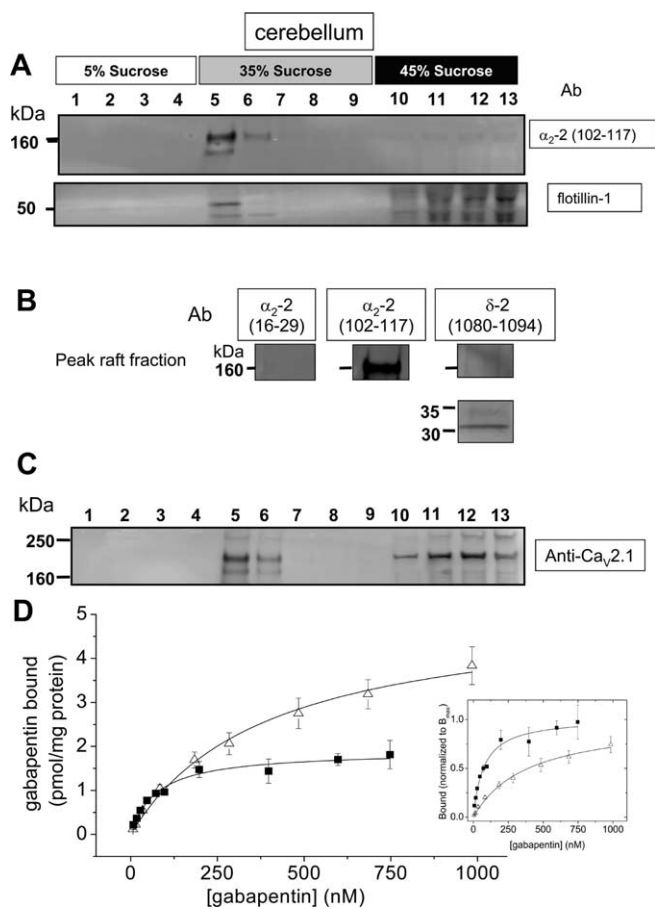 cerebellum
A
5% Sucrose 35% Sucrose 45% Sucrose
kDa 1 2 3 4 5 6 7 8 9 10 11 12 13 Ab
160 α₂-2 (102-117)
50 flotillin-1
B
Ab α₂-2 (16-29) α₂-2 (102-117) δ-2 (1080-1094)
Peak raft fraction kDa
160
35
30
C
kDa 1 2 3 4 5 6 7 8 9 10 11 12 13
250
160
Anti-Caᵥ2.1
D
gabapentin bound
(pmol/mg protein)
5
4
3
2
1
0
0 200 400 600 800 1000
[gabapentin] (nM)
Bound (normalized to Bₘₐₓ)
1.0
0.5
0.0
0 250 500 750 1000
[gabapentin] (nM)